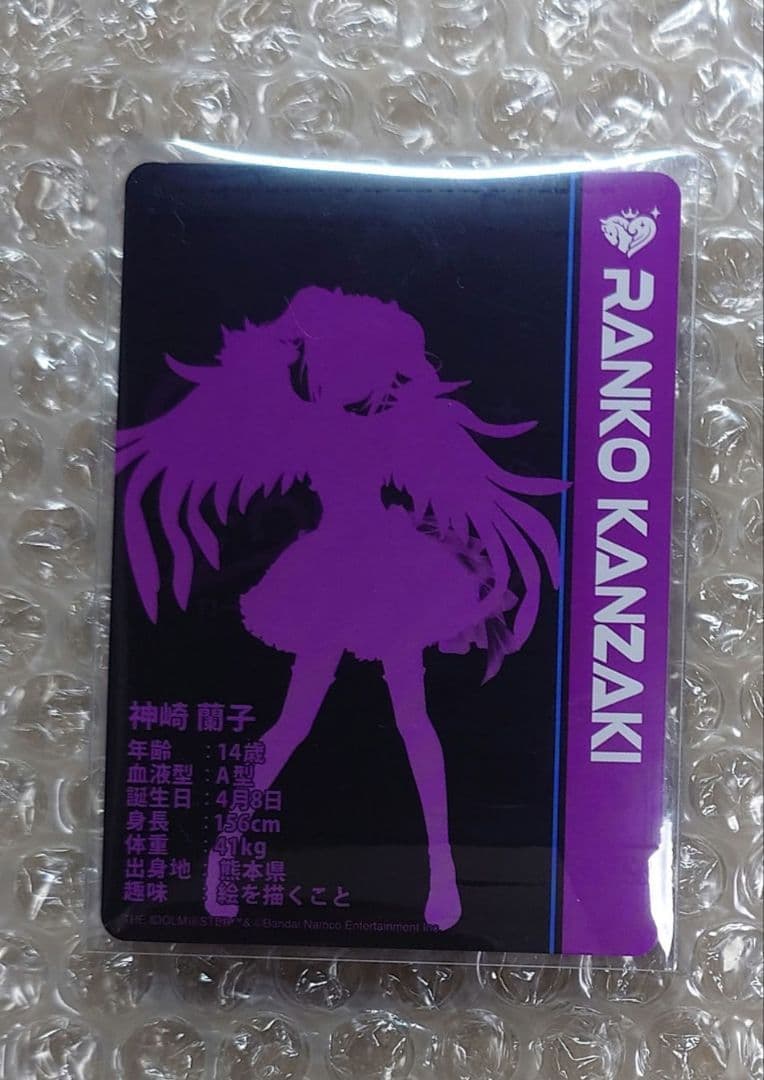 RANKO KANZAKI
神崎 蘭子
年齢 : 14歳
血液型 : A型
誕生日 : 4月8日
身長 : 156cm
体重 : 41kg
出身地 : 熊本県
趣味 : 絵を描くこと
THE IDOLM@STER™& ©Bandai Namco Entertainment Inc.